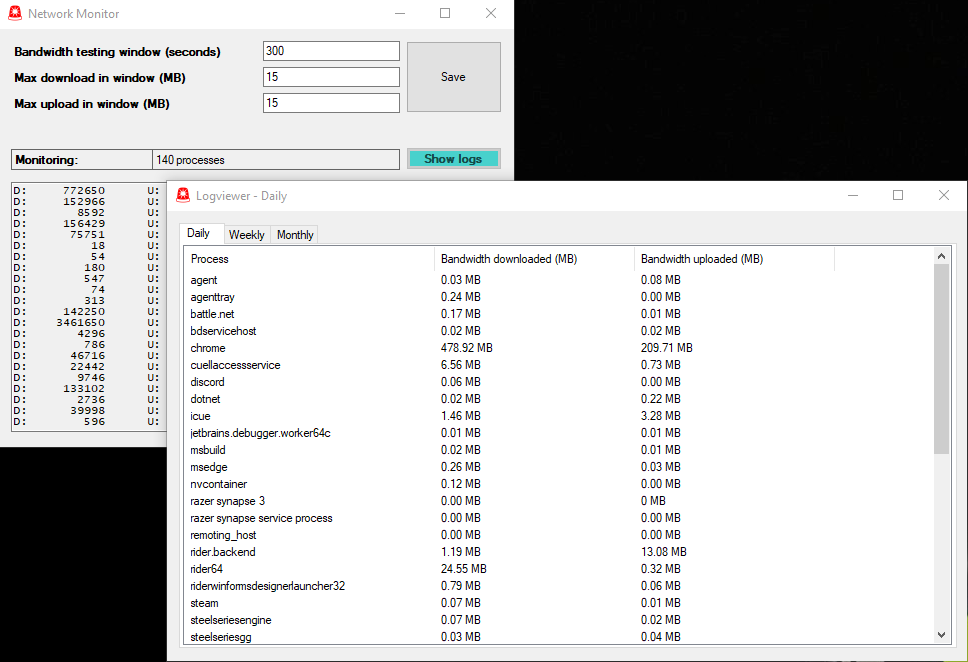 Network Monitor
Bandwidth testing window (seconds) 300
Max download in window (MB) 15
Max upload in window (MB) 15
Save
Monitoring: 140 processes
Show logs
D: 772650 U:
D: 152966 U:
D: 8592 U:
D: 156429 U:
D: 75751 U:
D: 18 U:
D: 54 U:
D: 180 U:
D: 547 U:
D: 74 U:
D: 313 U:
D: 142250 U:
D: 3461650 U:
D: 4296 U:
D: 786 U:
D: 46716 U:
D: 22442 U:
D: 9746 U:
D: 133102 U:
D: 2736 U:
D: 39998 U:
D: 596 U:
Logviewer - Daily
Daily Weekly Monthly
Process Bandwidth downloaded (MB) Bandwidth uploaded (MB)
agent 0.03 MB 0.08 MB
agenttray 0.24 MB 0.00 MB
battle.net 0.17 MB 0.01 MB
bdservicehost 0.02 MB 0.02 MB
chrome 478.92 MB 209.71 MB
cuellaccessservice 6.56 MB 0.73 MB
discord 0.06 MB 0.00 MB
dotnet 0.02 MB 0.22 MB
icue 1.46 MB 3.28 MB
jetbrains.debugger.worker64c 0.01 MB 0.01 MB
msbuild 0.02 MB 0.01 MB
msedge 0.26 MB 0.03 MB
nvcontainer 0.12 MB 0.00 MB
razer synapse 3 0.00 MB 0 MB
razer synapse service process 0.00 MB 0.00 MB
remoting_host 0.00 MB 0.00 MB
rider.backend 1.19 MB 13.08 MB
rider64 24.55 MB 0.32 MB
riderwinformsdesignerlauncher32 0.79 MB 0.06 MB
steam 0.07 MB 0.01 MB
steelseriesengine 0.07 MB 0.02 MB
steelseriesgg 0.03 MB 0.04 MB